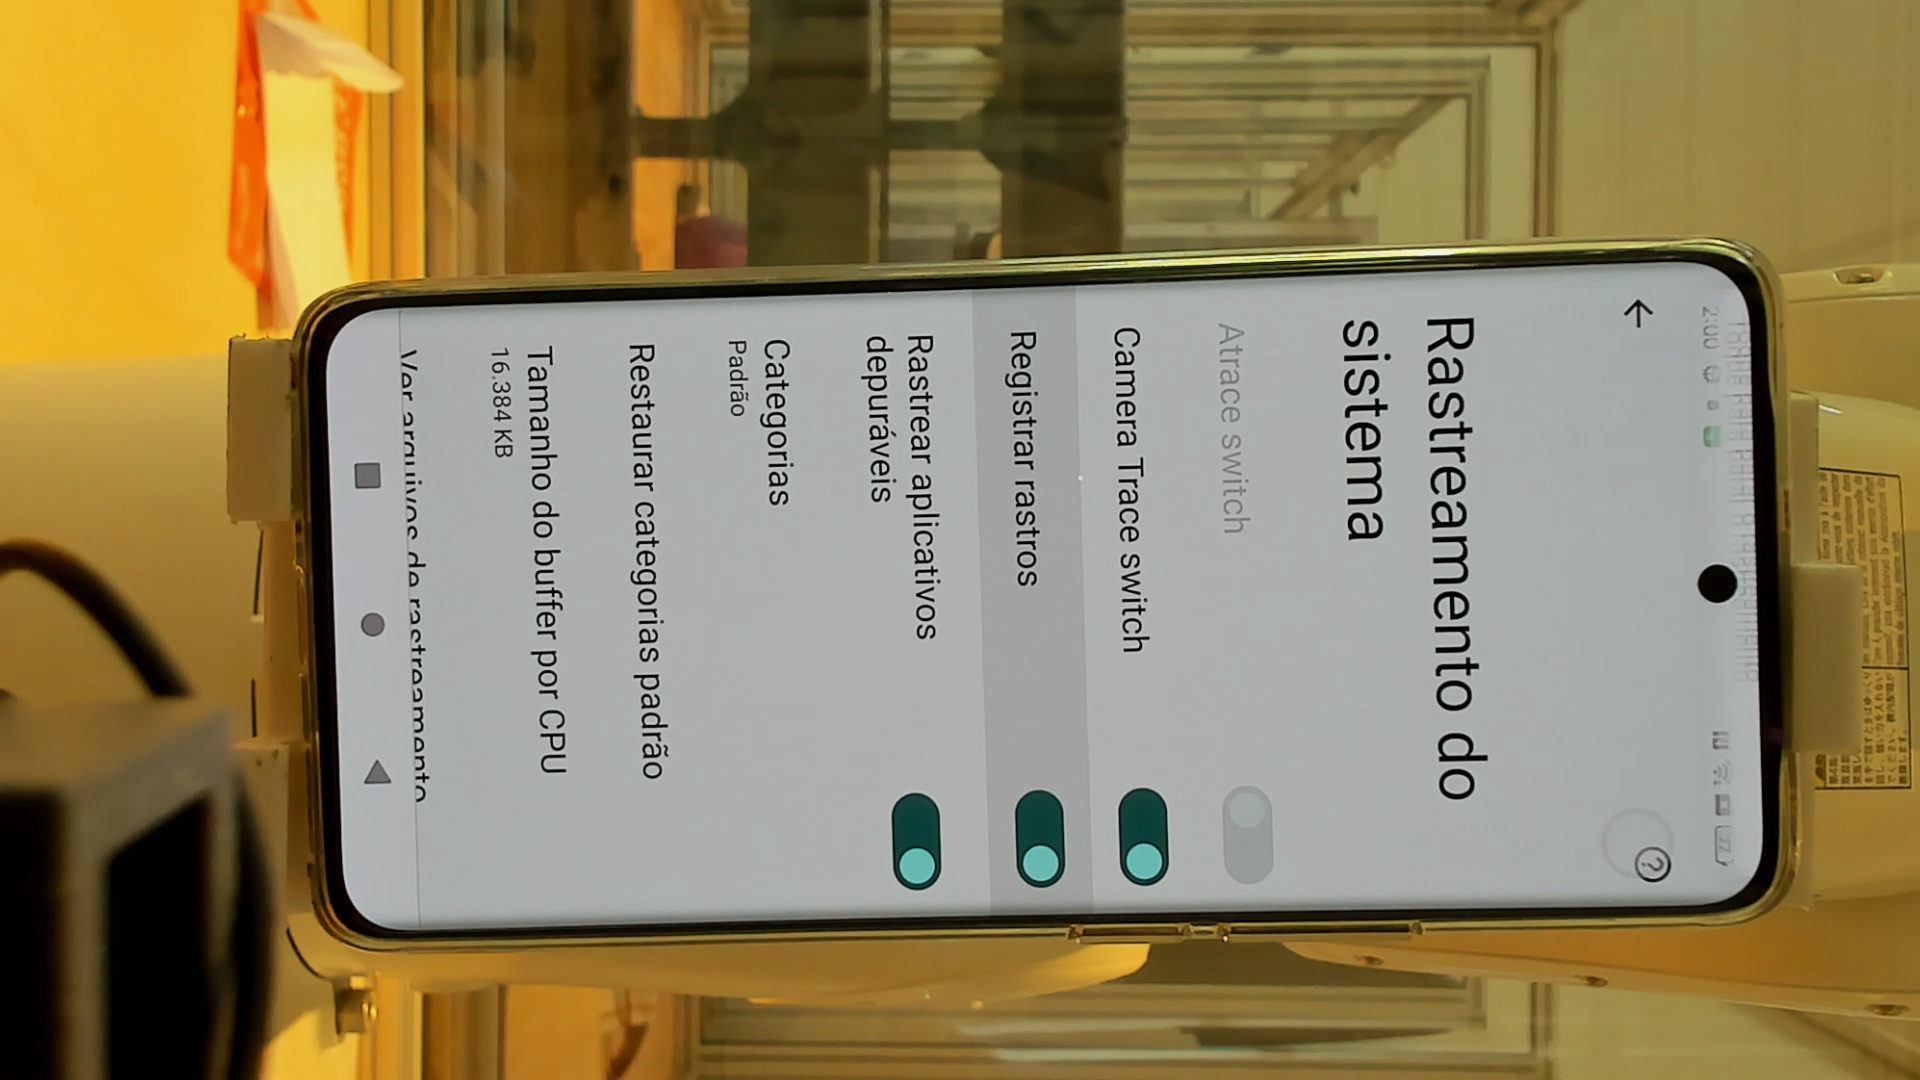 2:00
Rastreamento do
sistema
Atrace switch
Camera Trace switch
Registrar rastros
Rastrear aplicativos
depuráveis
Categorias
Padrão
Restaurar categorias padrão
Tamanho do buffer por CPU
16.384 KB
Ver arquivos de rastreamento